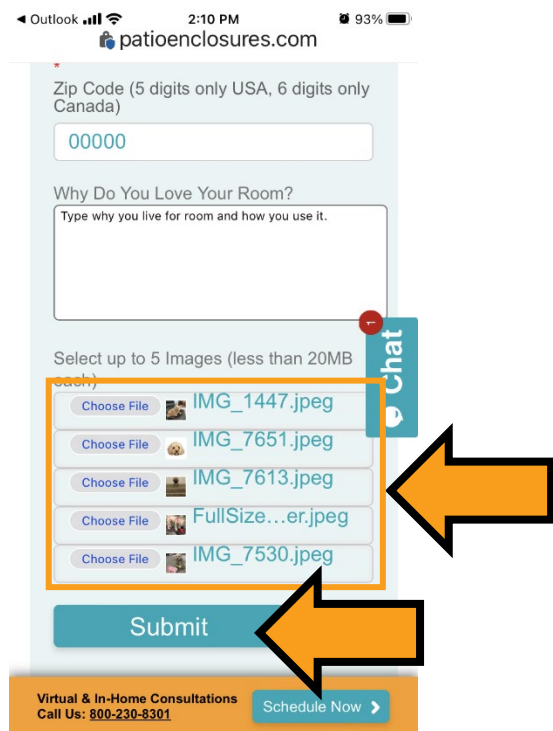 Outlook 2:10 PM 93%
patioenclosures.com
*
Zip Code (5 digits only USA, 6 digits only
Canada)
00000
Why Do You Love Your Room?
Type why you live for room and how you use it.
1
Chat
Select up to 5 Images (less than 20MB
each)
Choose File IMG_1447.jpeg
Choose File IMG_7651.jpeg
Choose File IMG_7613.jpeg
Choose File FullSize...er.jpeg
Choose File IMG_7530.jpeg
Submit
Virtual & In-Home Consultations
Call Us: 800-230-8301
Schedule Now